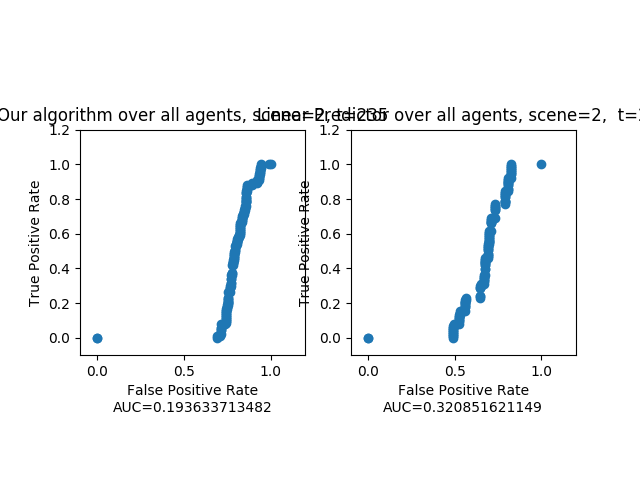 Our algorithm over all agents, scene=2, t=235
Linear Predictor over all agents, scene=2, t=
True Positive Rate
1.2
1.0
0.8
0.6
0.4
0.2
0.0
0.0
0.5
1.0
False Positive Rate
AUC=0.193633713482
True Positive Rate
1.2
1.0
0.8
0.6
0.4
0.2
0.0
0.0
0.5
1.0
False Positive Rate
AUC=0.320851621149